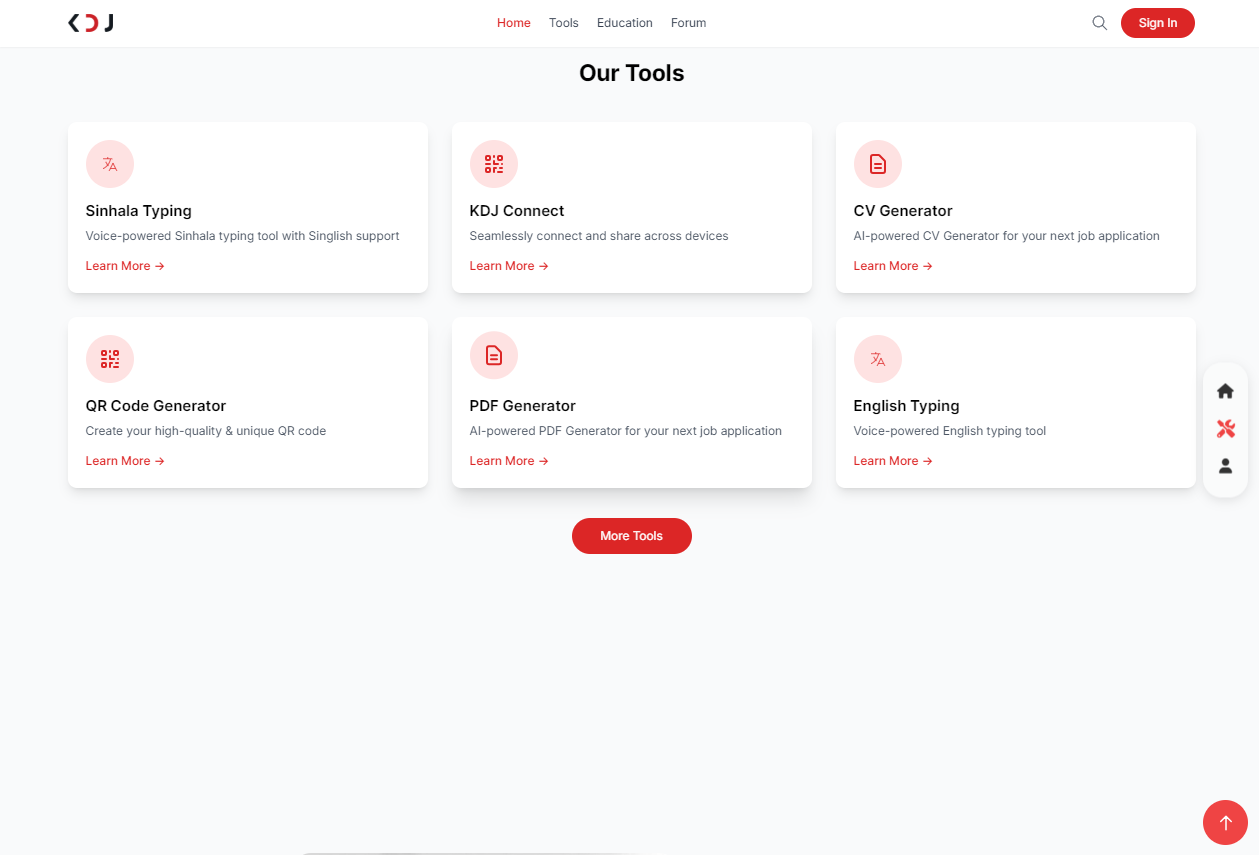 KDJ
Home Tools Education Forum
Sign In
Our Tools
Sinhala Typing
Voice-powered Sinhala typing tool with Singlish support
Learn More →
KDJ Connect
Seamlessly connect and share across devices
Learn More →
CV Generator
AI-powered CV Generator for your next job application
Learn More →
QR Code Generator
Create your high-quality & unique QR code
Learn More →
PDF Generator
AI-powered PDF Generator for your next job application
Learn More →
English Typing
Voice-powered English typing tool
Learn More →
More Tools